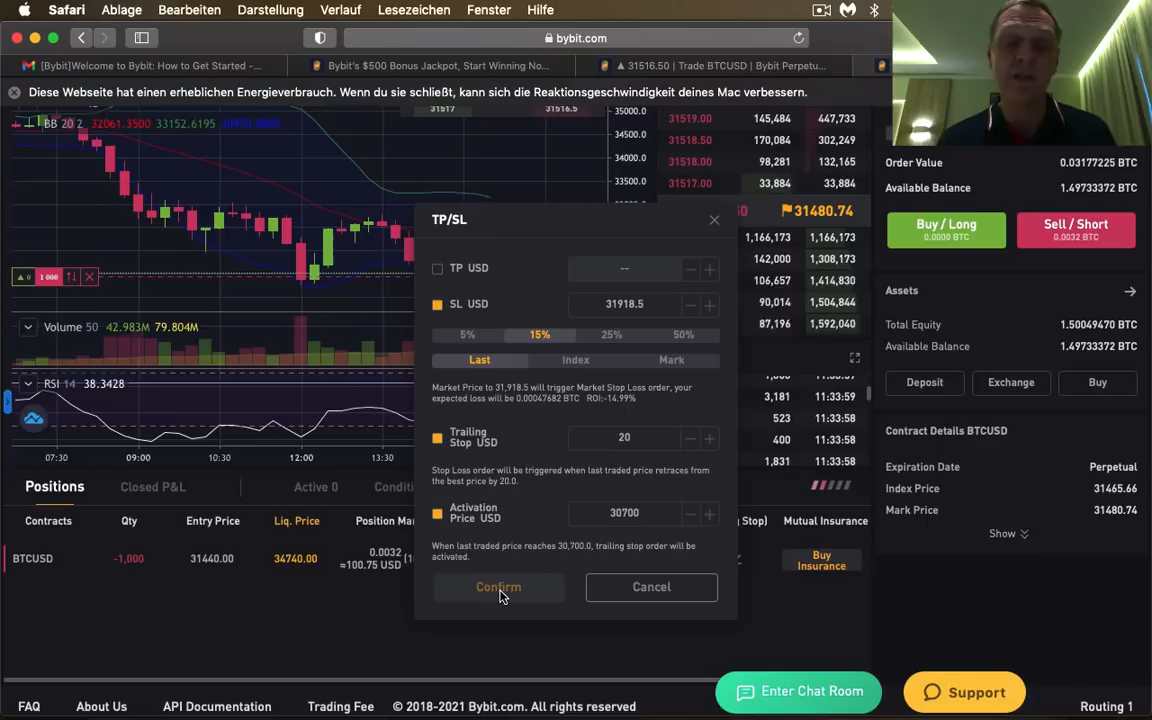 Safari Ablage Bearbeiten Darstellung Verlauf Lesezeichen Fenster Hilfe
bybit.com
[Bybit]Welcome to Bybit: How to Get Started -...
Bybit's $500 Bonus Jackpot, Start Winning No...
▲ 31516.50 | Trade BTCUSD | Bybit Perpetu...
Diese Webseite hat einen erheblichen Energieverbrauch. Wenn du sie schließt, kann sich die Reaktionsgeschwindigkeit deines Mac verbessern.
31517 31516.5
BB 20 2 32061.3500 33152.6195
35000.0
34500.0
34000.0
33500.0
1 000
Volume 50 42.983M 79.804M
RSI 14 38.3428
07:30 09:00 10:30 12:00 13:30
31519.00 145,484 447,733
31518.50 170,084 302,249
31518.00 98,281 132,165
31517.00 33,884 33,884
31480.74
1,166,173 1,166,173
142,000 1,308,173
106,657 1,414,830
90,014 1,504,844
87,196 1,592,040
3,181 11:33:59
523 11:33:58
400 11:33:58
1,831 11:33:58
TP/SL
TP USD --
SL USD 31918.5
5% 15% 25% 50%
Last Index Mark
Market Price to 31,918.5 will trigger Market Stop Loss order, your
expected loss will be 0.00047682 BTC ROI:-14.99%
Trailing
Stop USD
20
Stop Loss order will be triggered when last traded price retraces from
the best price by 20.0.
Activation
Price USD
30700
When last traded price reaches 30,700.0, trailing stop order will be
activated.
Confirm Cancel
Order Value 0.03177225 BTC
Available Balance 1.49733372 BTC
Buy / Long
0.0000 BTC
Sell / Short
0.0032 BTC
Assets
Total Equity 1.50049470 BTC
Available Balance 1.49733372 BTC
Deposit Exchange Buy
Contract Details BTCUSD
Expiration Date Perpetual
Index Price 31465.66
Mark Price 31480.74
Show
Positions Closed P&L Active 0
Contracts Qty Entry Price Liq. Price Mutual Insurance
BTCUSD -1,000 31440.00 34740.00
0.0032
≈100.75 USD
Buy
Insurance
Enter Chat Room
Support
FAQ About Us API Documentation Trading Fee © 2018-2021 Bybit.com. All rights reserved
Routing 1